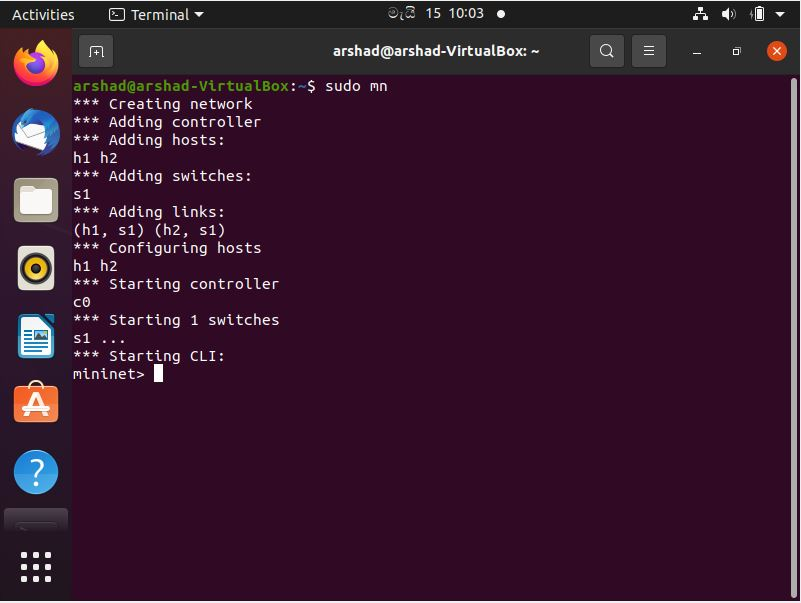 Activities
Terminal
මැයි 15 10:03
arshad@arshad-VirtualBox: ~
arshad@arshad-VirtualBox:~$ sudo mn
*** Creating network
*** Adding controller
*** Adding hosts:
h1 h2
*** Adding switches:
s1
*** Adding links:
(h1, s1) (h2, s1)
*** Configuring hosts
h1 h2
*** Starting controller
c0
*** Starting 1 switches
s1 ...
*** Starting CLI:
mininet>